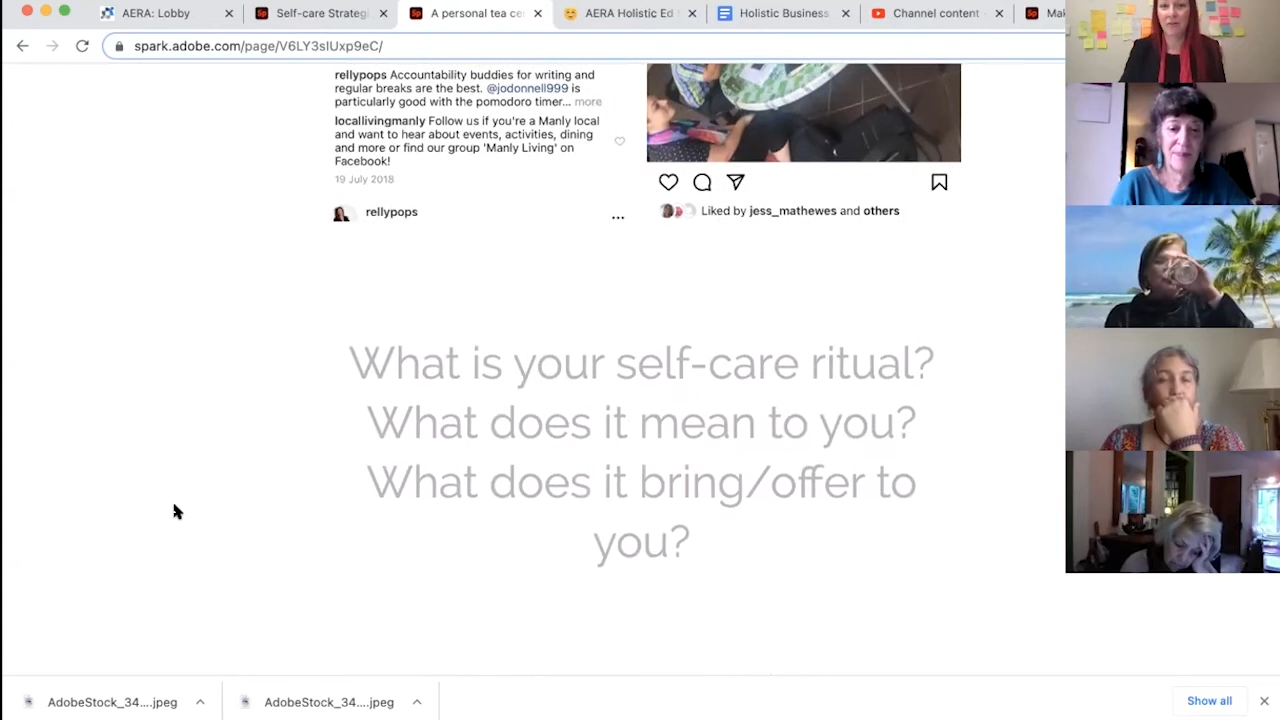 AERA: Lobby
Self-care Strategi
A personal tea ce
AERA Holistic Ed
Holistic Business
Channel content
Mak
spark.adobe.com/page/V6LY3sIUxp9eC/
rellypops Accountability buddies for writing and
regular breaks are the best. @jodonnell999 is
particularly good with the pomodoro timer... more
locallivingmanly Follow us if you're a Manly local
and want to hear about events, activities, dining
and more or find our group 'Manly Living' on
Facebook!
19 July 2018
rellypops
Liked by jess_mathewes and others
What is your self-care ritual?
What does it mean to you?
What does it bring/offer to
you?
AdobeStock_34....jpeg
AdobeStock_34....jpeg
Show all